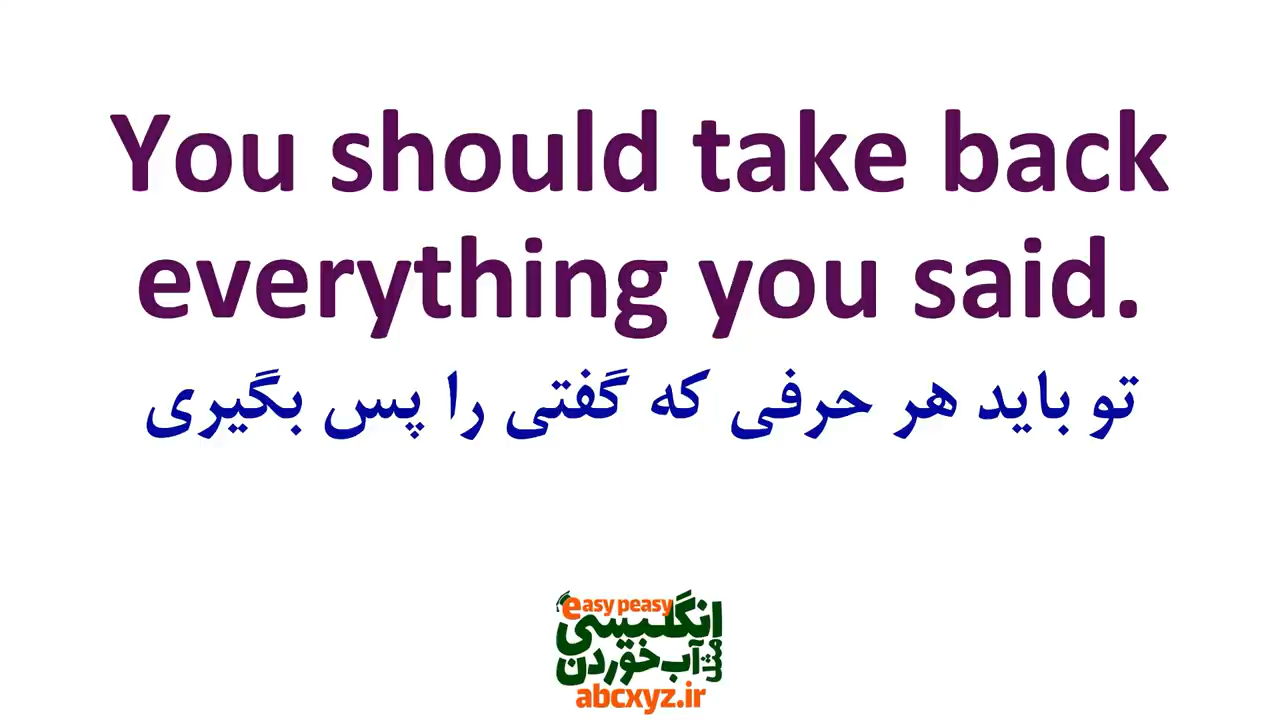 You should take back
everything you said.
تو باید هر حرفی که گفتی را پس بگیری
easy peasy
انگلیسی
مثل آب خوردن
abcxyz.ir